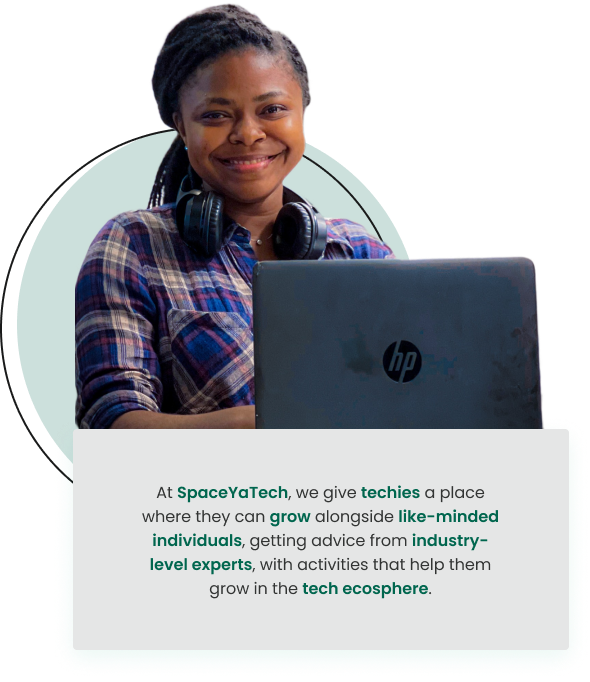 hp
At SpaceYaTech, we give techies a place
where they can grow alongside like-minded
individuals, getting advice from industry-
level experts, with activities that help them
grow in the tech ecosphere.